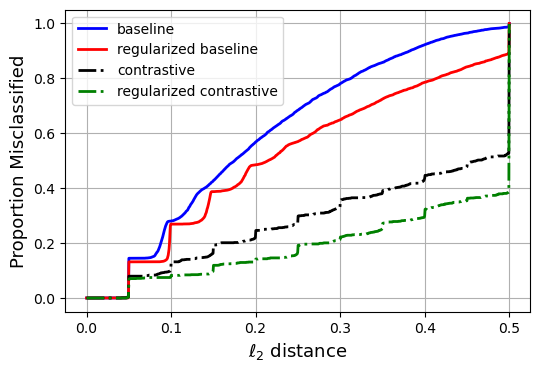 baseline
regularized baseline
contrastive
regularized contrastive
Proportion Misclassified
1.0
0.8
0.6
0.4
0.2
0.0
0.0 0.1 0.2 0.3 0.4 0.5
ℓ₂ distance